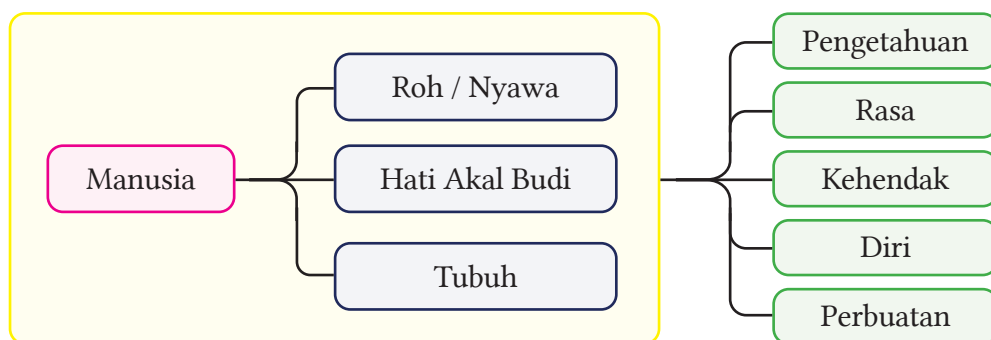 Manusia
Roh / Nyawa
Hati Akal Budi
Tubuh
Pengetahuan
Rasa
Kehendak
Diri
Perbuatan